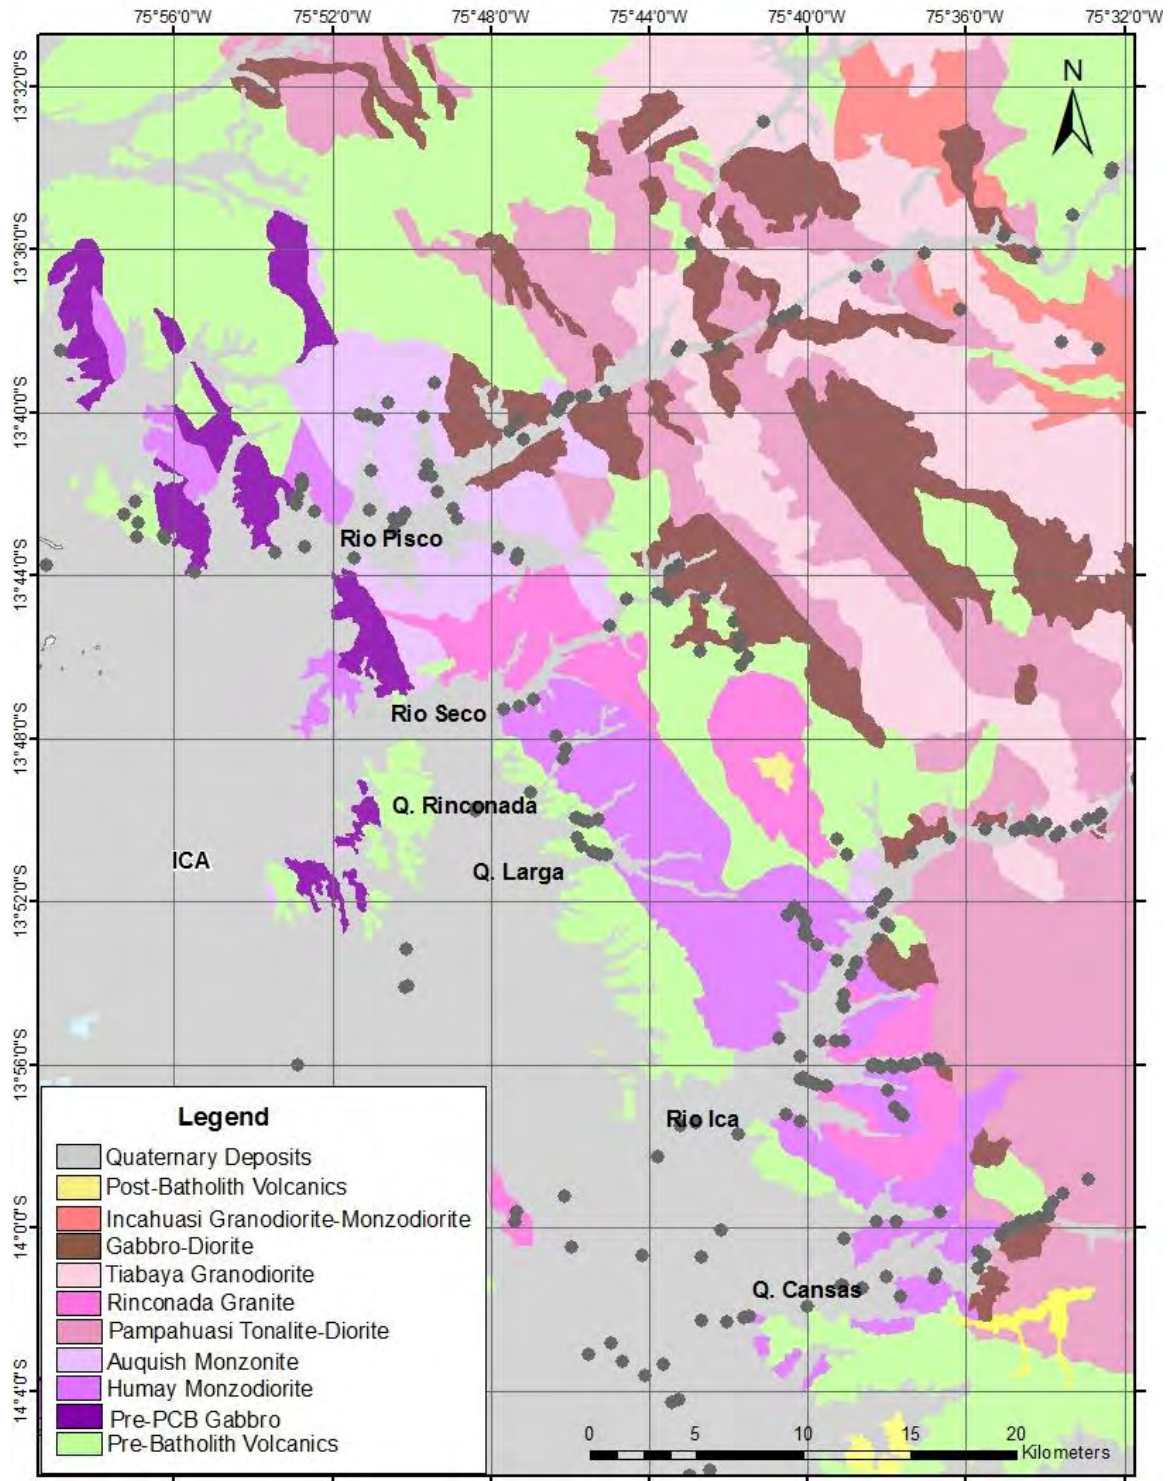 75°56'0"W 75°52'0"W 75°48'0"W 75°44'0"W 75°40'0"W 75°36'0"W 75°32'0"W
N
13°32'0"S
13°36'0"S
13°40'0"S
Rio Pisco
13°44'0"S
Rio Seco
13°48'0"S
Q. Rinconada
ICA
Q. Larga
13°52'0"S
13°56'0"S
Rio Ica
14°0'0"S
Q. Cansas
14°4'0"S
Legend
Quaternary Deposits
Post-Batholith Volcanics
Incahuasi Granodiorite-Monzodiorite
Gabbro-Diorite
Tiabaya Granodiorite
Rinconada Granite
Pampahuasi Tonalite-Diorite
Auquish Monzonite
Humay Monzodiorite
Pre-PCB Gabbro
Pre-Batholith Volcanics
0 5 10 15 20
Kilometers